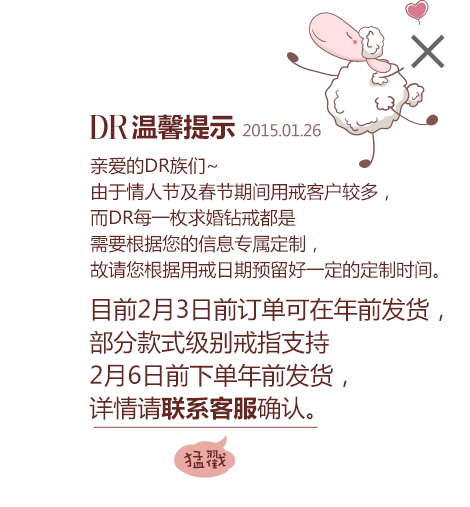 DR温馨提示 2015.01.26
亲爱的DR族们~
由于情人节及春节期间用戒客户较多，
而DR每一枚求婚钻戒都是
需要根据您的信息专属定制，
故请您根据用戒日期预留好一定的定制时间。
目前2月3日前订单可在年前发货，
部分款式级别戒指支持
2月6日前下单年前发货，
详情请联系客服确认。
猛戳